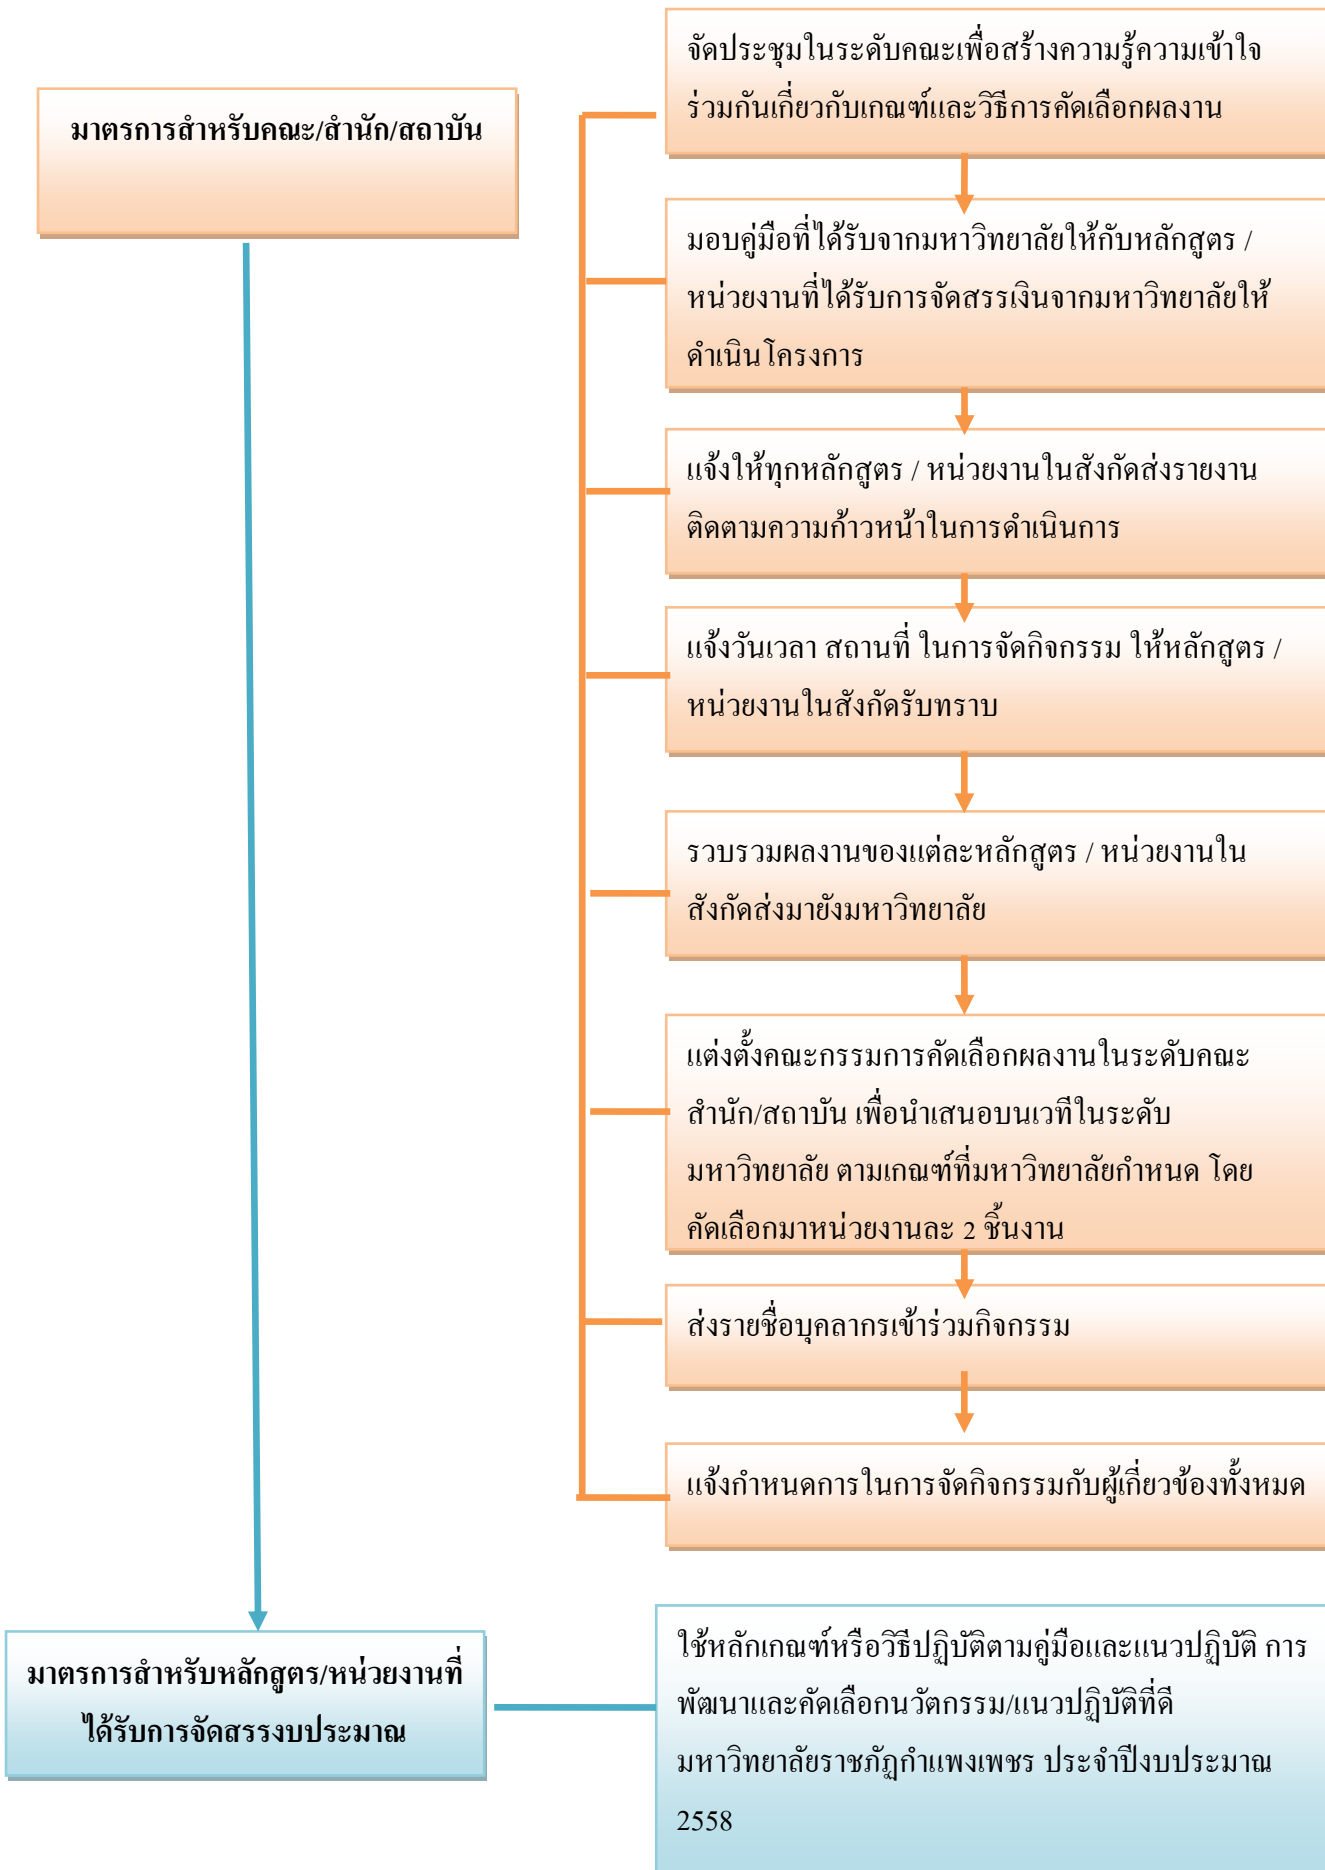 มาตรการสำหรับคณะ/สำนัก/สถาบัน
จัดประชุมในระดับคณะเพื่อสร้างความรู้ความเข้าใจ
ร่วมกันเกี่ยวกับเกณฑ์และวิธีการคัดเลือกผลงาน
มอบคู่มือที่ได้รับจากมหาวิทยาลัยให้กับหลักสูตร /
หน่วยงานที่ได้รับการจัดสรรเงินจากมหาวิทยาลัยให้
ดำเนินโครงการ
แจ้งให้ทุกหลักสูตร / หน่วยงานในสังกัดส่งรายงาน
ติดตามความก้าวหน้าในการดำเนินการ
แจ้งวันเวลา สถานที่ ในการจัดกิจกรรม ให้หลักสูตร /
หน่วยงานในสังกัดรับทราบ
รวบรวมผลงานของแต่ละหลักสูตร / หน่วยงานใน
สังกัดส่งมายังมหาวิทยาลัย
แต่งตั้งคณะกรรมการคัดเลือกผลงานในระดับคณะ
สำนัก/สถาบัน เพื่อนำเสนอบนเวทีในระดับ
มหาวิทยาลัย ตามเกณฑ์ที่มหาวิทยาลัยกำหนด โดย
คัดเลือกมาหน่วยงานละ 2 ชิ้นงาน
ส่งรายชื่อบุคลากรเข้าร่วมกิจกรรม
แจ้งกำหนดการในการจัดกิจกรรมกับผู้เกี่ยวข้องทั้งหมด
มาตรการสำหรับหลักสูตร/หน่วยงานที่
ได้รับการจัดสรรงบประมาณ
ใช้หลักเกณฑ์หรือวิธีปฏิบัติตามคู่มือและแนวปฏิบัติ การ
พัฒนาและคัดเลือกนวัตกรรม/แนวปฏิบัติที่ดี
มหาวิทยาลัยราชภัฏกำแพงเพชร ประจำปีงบประมาณ
2558